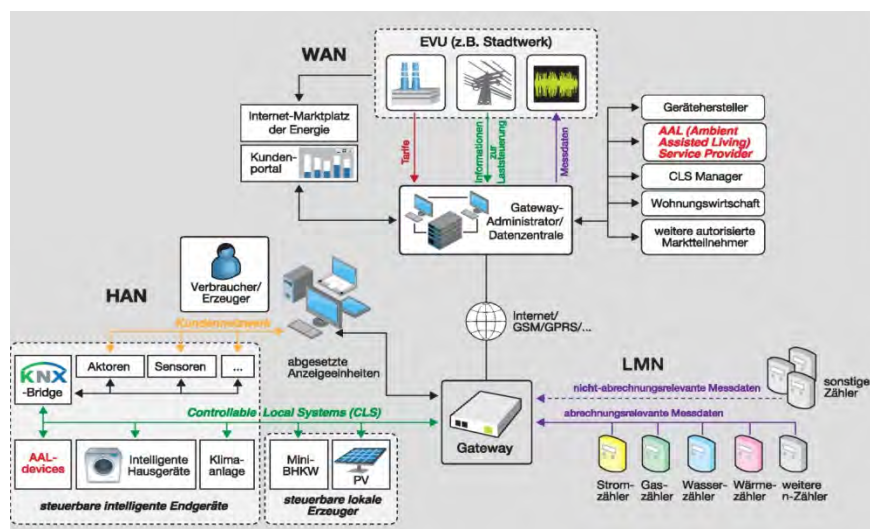 EVU (z.B. Stadtwerk)
WAN
Internet-Marktplatz
der Energie
Kunden-
portal
Tarife
Informationen
zur
Laststeuerung
Messdaten
Gateway-
Administrator/
Datenzentrale
Gerätehersteller
AAL (Ambient
Assisted Living)
Service Provider
CLS Manager
Wohnungswirtschaft
weitere autorisierte
Marktteilnehmer
HAN
Verbraucher/
Erzeuger
Kundennetzwerk
abgesetzte
Anzeigeeinheiten
Internet/
GSM/GPRS/...
LMN
KNX
-Bridge
Aktoren
Sensoren
...
nicht-abrechnungsrelevante Messdaten
sonstige
Zähler
Controllable Local Systems (CLS)
abrechnungsrelevante Messdaten
Gateway
AAL-
devices
Intelligente
Hausgeräte
Klima-
anlage
Mini-
BHKW
PV
steuerbare intelligente Endgeräte
steuerbare lokale
Erzeuger
Strom-
zähler
Gas-
zähler
Wasser-
zähler
Wärme-
zähler
weitere
n-Zähler